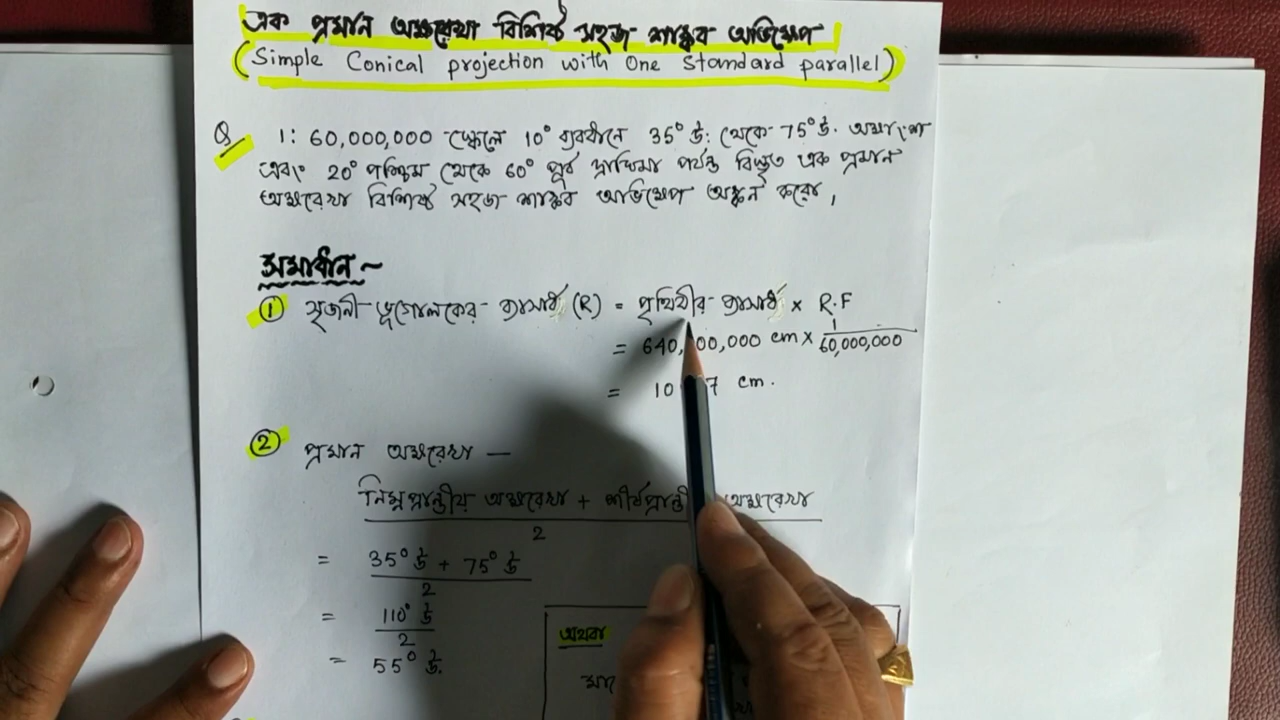 এক প্রমান অক্ষরেখা বিশিষ্ট সহজ শাঙ্কব অভিক্ষেপ
(Simple Conical projection with One Standard parallel)
Q 1: 60,000,000 স্কেলে 10° ব্যবধানে 35° উ: থেকে 75° উ. অক্ষাংশ
এবং 20° পশ্চিম থেকে 60° পূর্ব দ্রাঘিমা পর্যন্ত বিস্তৃত এক প্রমান
অক্ষরেখা বিশিষ্ট সহজ শাঙ্কব অভিক্ষেপ অঙ্কন করো,
সমাধান ~
① সৃজনী ভূগোলকের ব্যাসার্ধ (R) = পৃথিবীর ব্যাসার্ধ × R.F
= 640, 00,000 cm × 1/60,000,000
= 10 7 cm.
② প্রমান অক্ষরেখা —
নিম্নপ্রান্তীয় অক্ষরেখা + শীর্ষপ্রান্তী অক্ষরেখা
2
= 35° উ + 75° উ
2
= 110° উ
2
= 55° উ.
অথবা